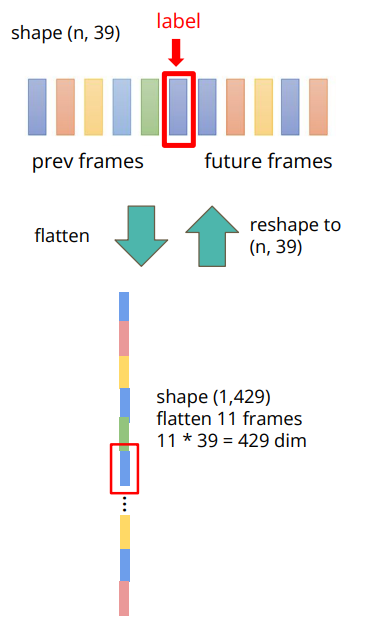 label
shape (n, 39)
prev frames
future frames
flatten
reshape to
(n, 39)
shape (1,429)
flatten 11 frames
11 * 39 = 429 dim